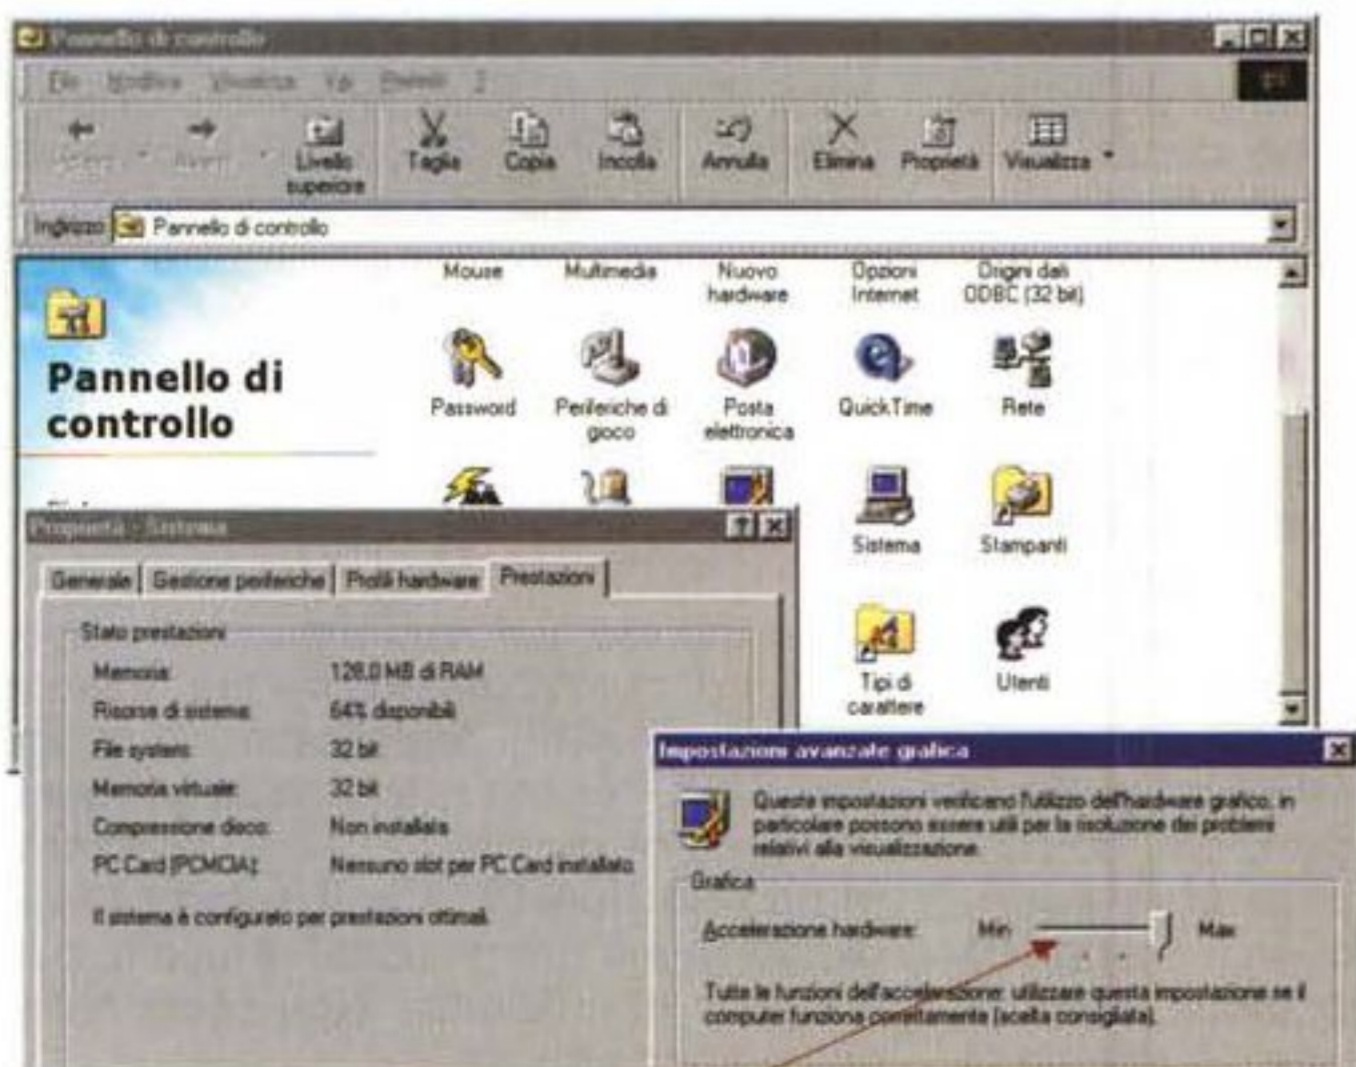 Pannello di controllo
File Modifica Visualizza Vai Preferiti ?
Indietro Avanti Livello superiore Taglia Copia Incolla Annulla Elimina Proprietà Visualizza
Indirizzo Pannello di controllo
Mouse
Multimedia
Nuovo
hardware
Opzioni
Internet
Origini dati
ODBC (32 bit)
Pannello di
controllo
Password
Periferiche di
gioco
Posta
elettronica
QuickTime
Rete
Sistema
Stampanti
Tipi di
carattere
Utenti
Proprietà - Sistema
Generale Gestione periferiche Profili hardware Prestazioni
Stato prestazioni
Memoria: 128.0 MB di RAM
Risorse di sistema: 64% disponibili
File system: 32 bit
Memoria virtuale: 32 bit
Compressione disco: Non installata
PC Card (PCMCIA): Nessuno slot per PC Card installato
Il sistema è configurato per prestazioni ottimali.
Impostazioni avanzate grafica
Queste impostazioni verificano l'utilizzo dell'hardware grafico, in
particolare possono essere utili per la risoluzione dei problemi
relativi alla visualizzazione.
Grafica
Accelerazione hardware: Min Max
Tutte le funzioni dell'accelerazione: utilizzare questa impostazione se il
computer funziona correttamente (scelta consigliata).